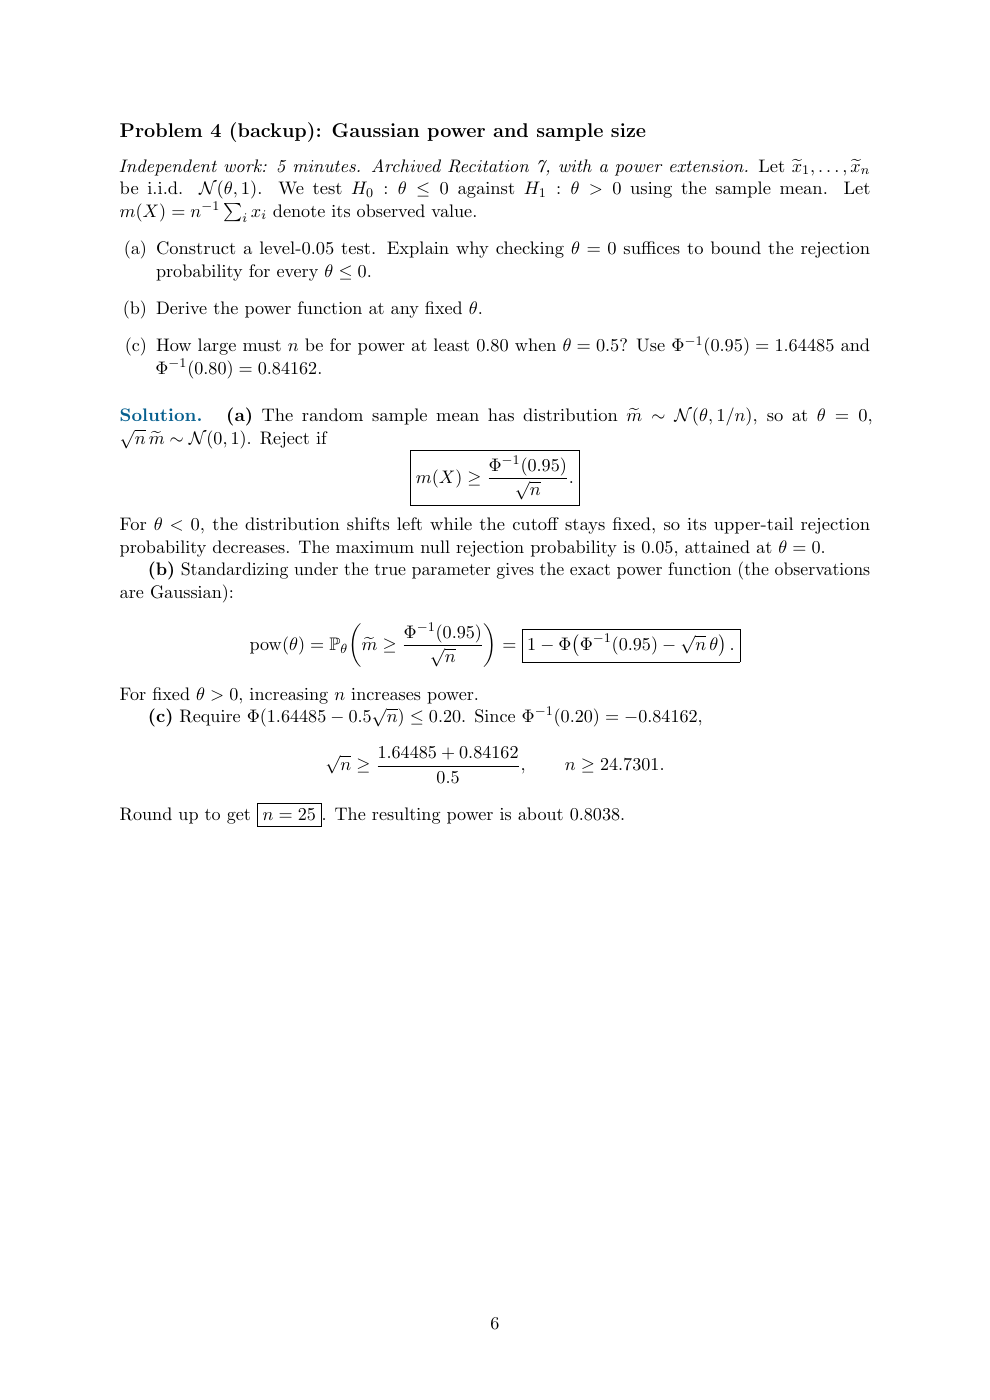 Problem 4 (backup): Gaussian power and sample size
Independent work: 5 minutes. Archived Recitation 7, with a power extension. Let x̃₁, . . . , x̃ₙ
be i.i.d. 𝒩(θ, 1). We test H₀ : θ ≤ 0 against H₁ : θ > 0 using the sample mean. Let
m(X) = n⁻¹ ∑ᵢ xᵢ denote its observed value.
(a) Construct a level-0.05 test. Explain why checking θ = 0 suffices to bound the rejection
probability for every θ ≤ 0.
(b) Derive the power function at any fixed θ.
(c) How large must n be for power at least 0.80 when θ = 0.5? Use Φ⁻¹(0.95) = 1.64485 and
Φ⁻¹(0.80) = 0.84162.
Solution. (a) The random sample mean has distribution m̃ ∼ 𝒩(θ, 1/n), so at θ = 0,
√n m̃ ∼ 𝒩(0, 1). Reject if
m(X) ≥ Φ⁻¹(0.95)/√n.
For θ < 0, the distribution shifts left while the cutoff stays fixed, so its upper-tail rejection
probability decreases. The maximum null rejection probability is 0.05, attained at θ = 0.
(b) Standardizing under the true parameter gives the exact power function (the observations
are Gaussian):
pow(θ) = ℙ_θ(m̃ ≥ Φ⁻¹(0.95)/√n) = 1 − Φ(Φ⁻¹(0.95) − √n θ) .
For fixed θ > 0, increasing n increases power.
(c) Require Φ(1.64485 − 0.5√n) ≤ 0.20. Since Φ⁻¹(0.20) = −0.84162,
√n ≥ (1.64485 + 0.84162)/0.5, n ≥ 24.7301.
Round up to get n = 25 . The resulting power is about 0.8038.
6